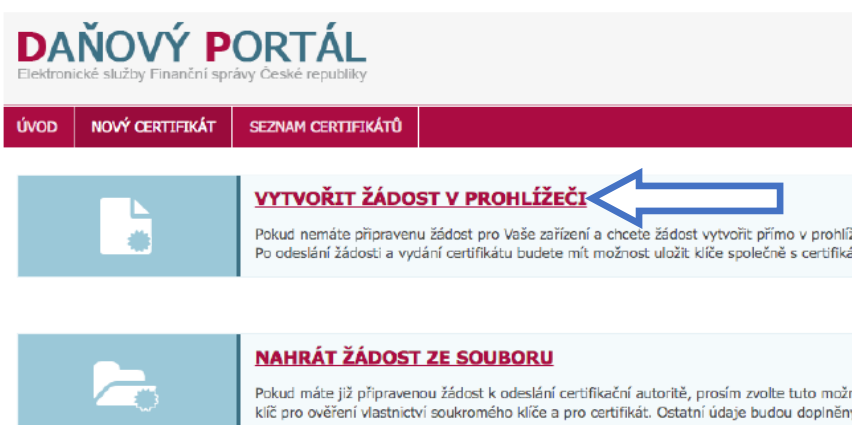 DAŇOVÝ PORTÁL
Elektronické služby Finanční správy České republiky
ÚVOD NOVÝ CERTIFIKÁT SEZNAM CERTIFIKÁTŮ
VYTVOŘIT ŽÁDOST V PROHLÍŽEČI
Pokud nemáte připravenu žádost pro Vaše zařízení a chcete žádost vytvořit přímo v
Po odeslání žádosti a vydání certifikátu budete mít možnost uložit klíče společně s
NAHRÁT ŽÁDOST ZE SOUBORU
Pokud máte již připravenou žádost k odeslání certifikační autoritě, prosím zvolte tuto
klíč pro ověření vlastnictví soukromého klíče a pro certifikát. Ostatní údaje budou doplněny